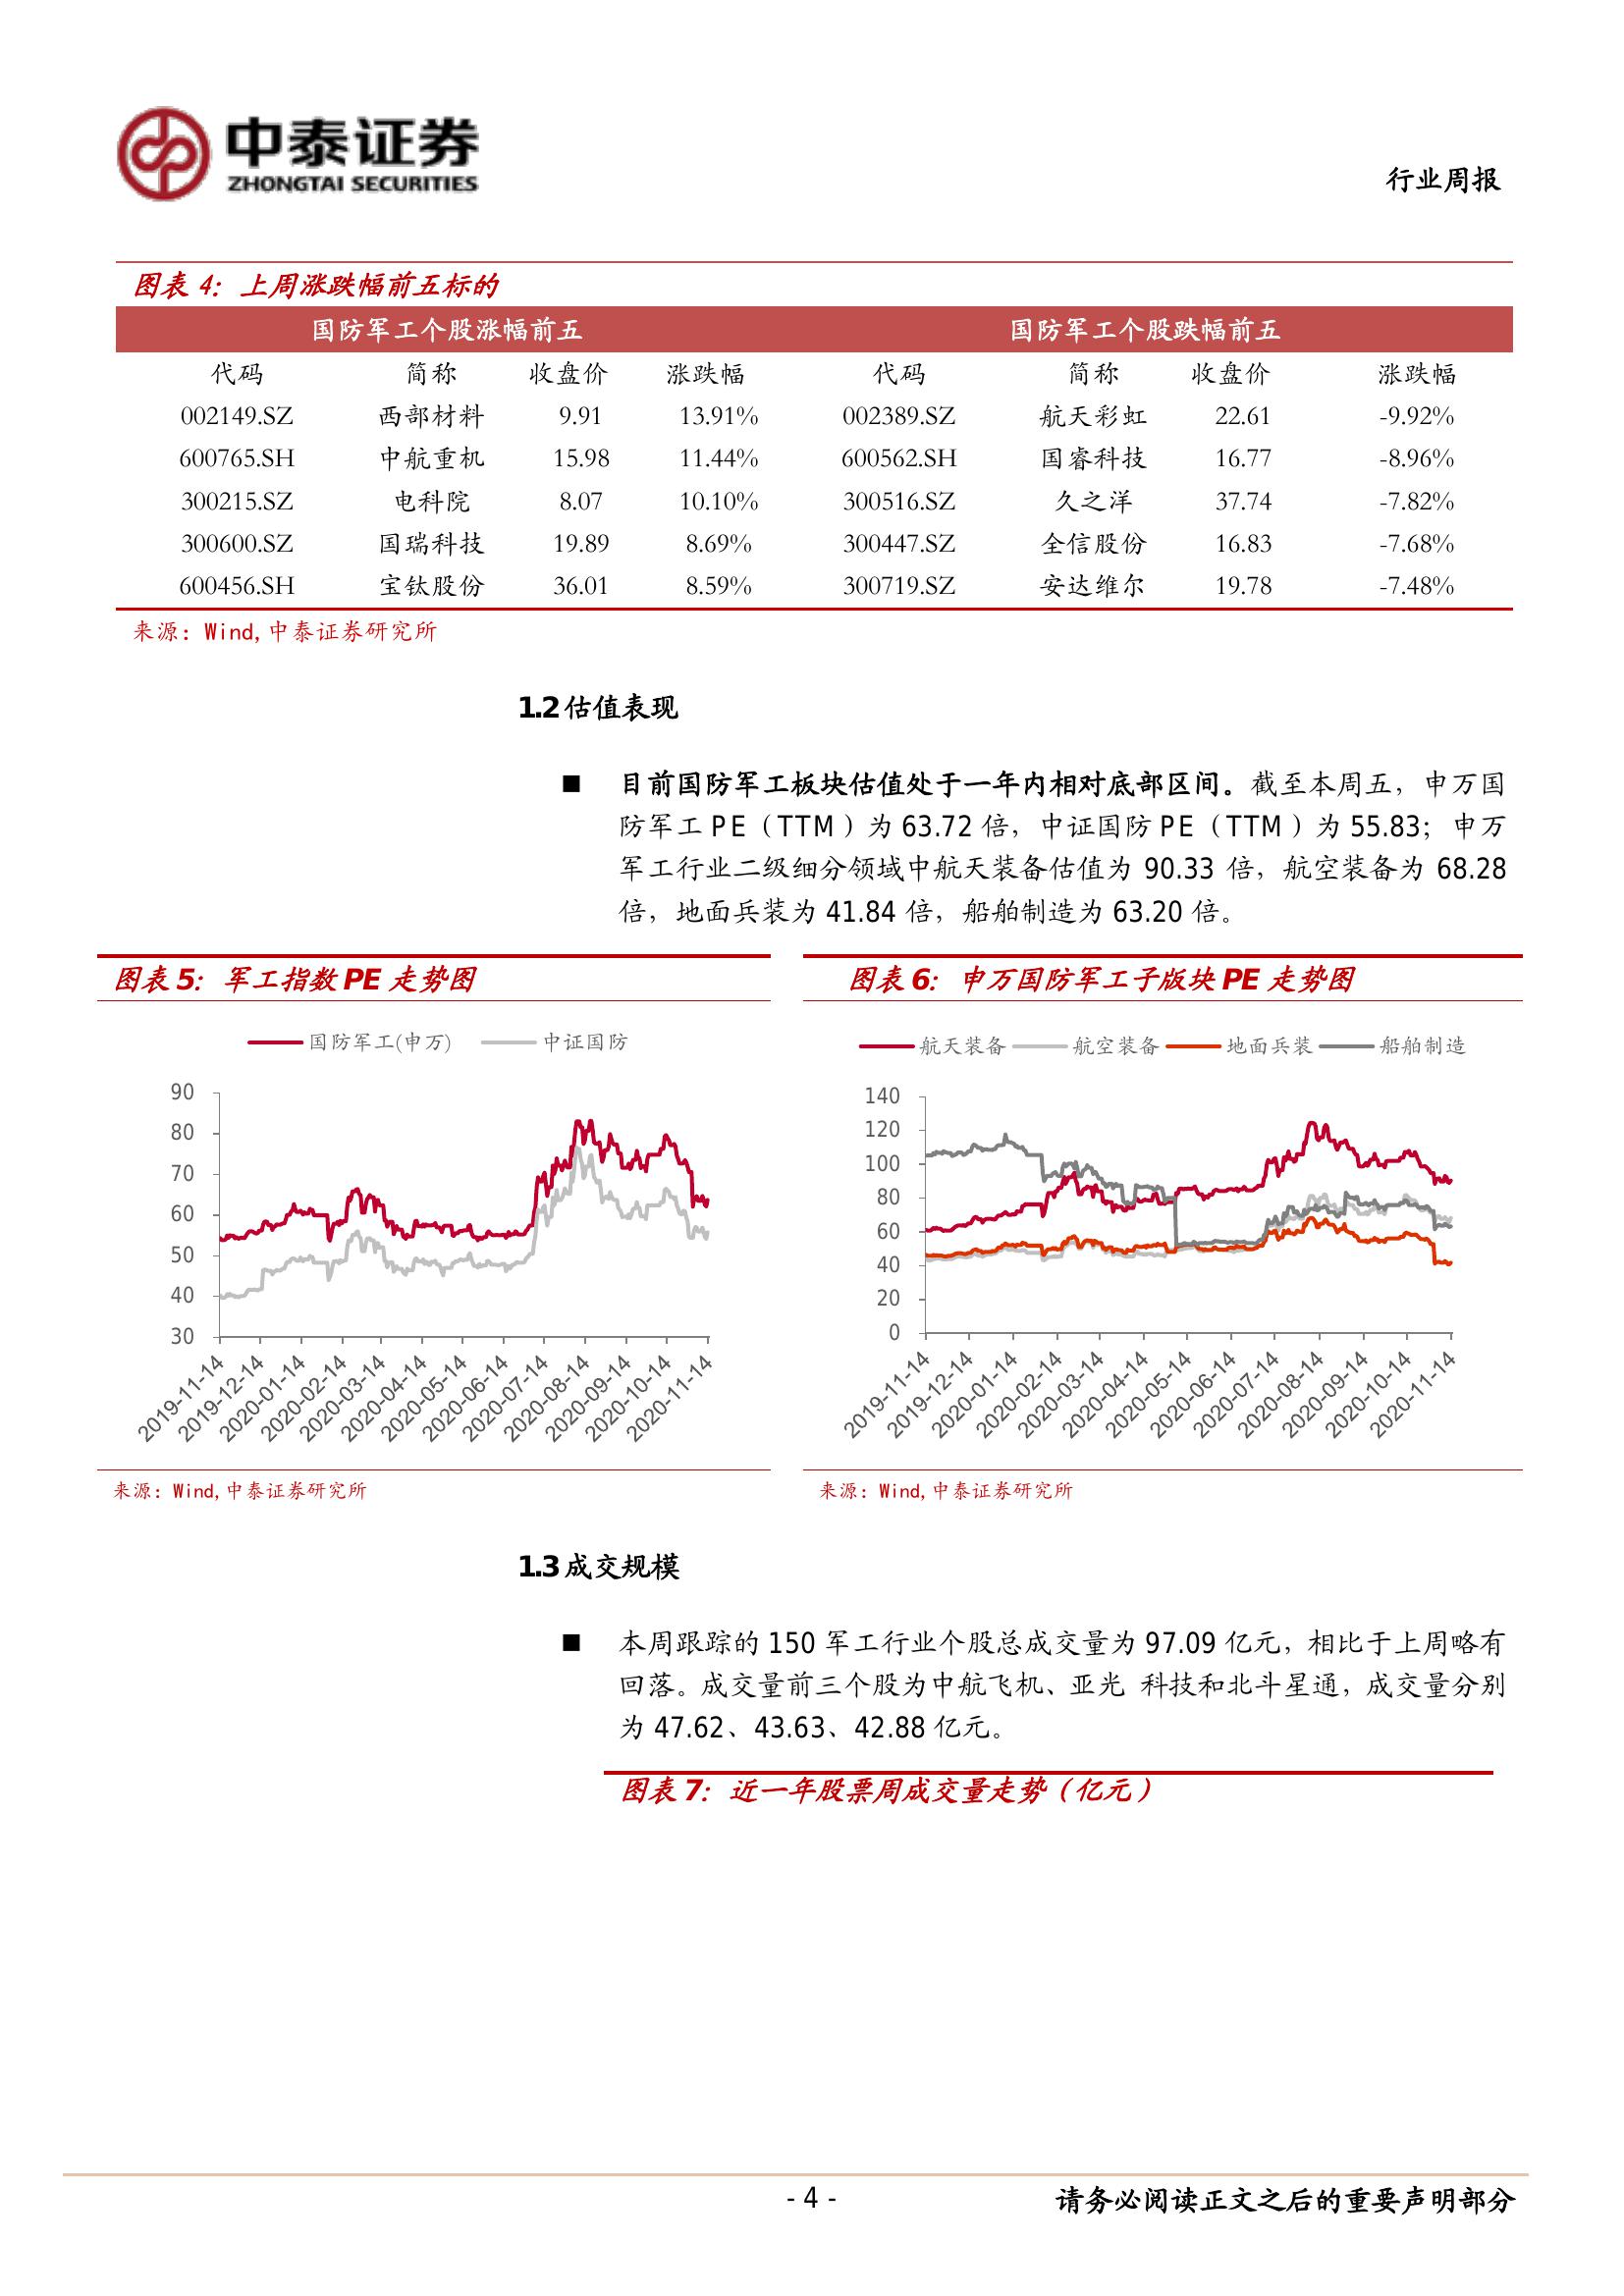 中泰证券
ZHONGTAI SECURITIES
行业周报
图表 4：上周涨跌幅前五标的
国防军工个股涨幅前五 国防军工个股跌幅前五
代码 简称 收盘价 涨跌幅 代码 简称 收盘价 涨跌幅
002149.SZ 西部材料 9.91 13.91% 002389.SZ 航天彩虹 22.61 -9.92%
600765.SH 中航重机 15.98 11.44% 600562.SH 国睿科技 16.77 -8.96%
300215.SZ 电科院 8.07 10.10% 300516.SZ 久之洋 37.74 -7.82%
300600.SZ 国瑞科技 19.89 8.69% 300447.SZ 全信股份 16.83 -7.68%
600456.SH 宝钛股份 36.01 8.59% 300719.SZ 安达维尔 19.78 -7.48%
来源：Wind,中泰证券研究所
1.2 估值表现
■ 目前国防军工板块估值处于一年内相对底部区间。截至本周五，申万国
防军工 PE（TTM）为 63.72 倍，中证国防 PE（TTM）为 55.83；申万
军工行业二级细分领域中航天装备估值为 90.33 倍，航空装备为 68.28
倍，地面兵装为 41.84 倍，船舶制造为 63.20 倍。
图表 5：军工指数 PE 走势图
国防军工(申万) 中证国防
90
80
70
60
50
40
30
2019-11-14
2019-12-14
2020-01-14
2020-02-14
2020-03-14
2020-04-14
2020-05-14
2020-06-14
2020-07-14
2020-08-14
2020-09-14
2020-10-14
2020-11-14
来源：Wind,中泰证券研究所
图表 6：申万国防军工子版块 PE 走势图
航天装备 航空装备 地面兵装 船舶制造
140
120
100
80
60
40
20
0
2019-11-14
2019-12-14
2020-01-14
2020-02-14
2020-03-14
2020-04-14
2020-05-14
2020-06-14
2020-07-14
2020-08-14
2020-09-14
2020-10-14
2020-11-14
来源：Wind,中泰证券研究所
1.3 成交规模
■ 本周跟踪的 150 军工行业个股总成交量为 97.09 亿元，相比于上周略有
回落。成交量前三个股为中航飞机、亚光 科技和北斗星通，成交量分别
为 47.62、43.63、42.88 亿元。
图表 7：近一年股票周成交量走势（亿元）
- 4 -
请务必阅读正文之后的重要声明部分